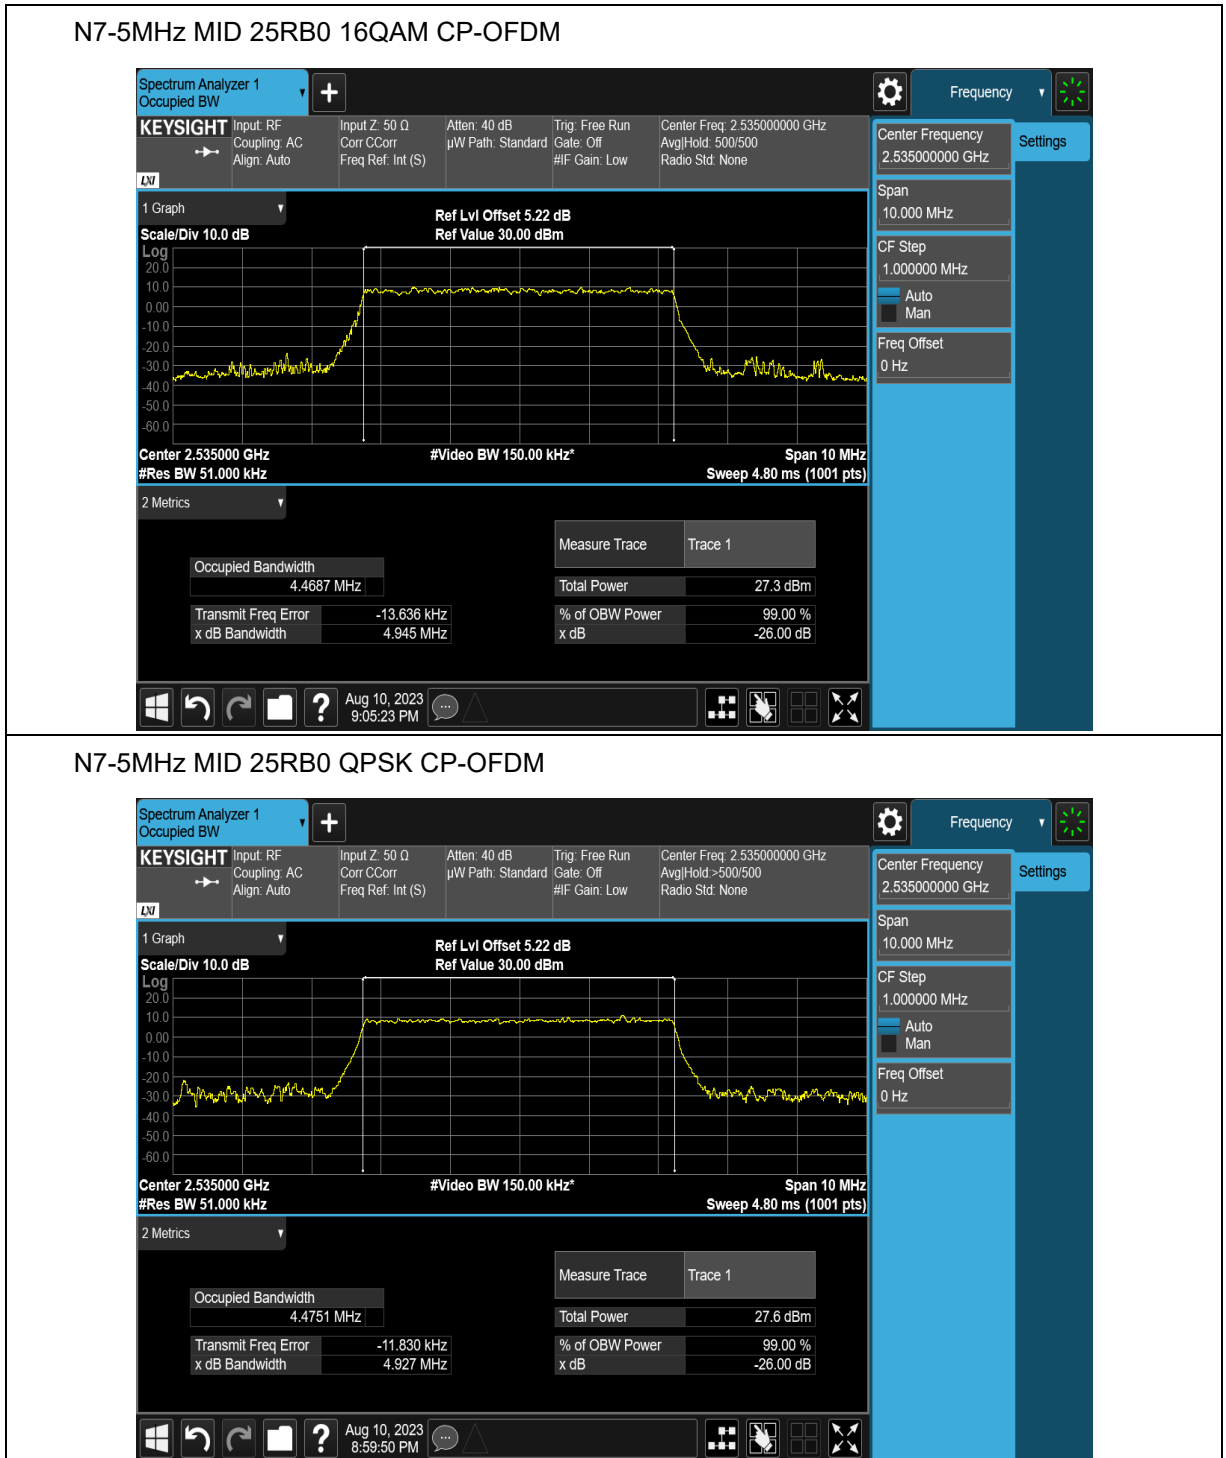 N7-5MHz MID 25RB0 16QAM CP-OFDM
Spectrum Analyzer 1
Occupied BW
Frequency
KEYSIGHT
LXI
Input: RF
Coupling: AC
Align: Auto
Input Z: 50 Ω
Corr CCorr
Freq Ref: Int (S)
Atten: 40 dB
µW Path: Standard
Trig: Free Run
Gate: Off
#IF Gain: Low
Center Freq: 2.535000000 GHz
Avg|Hold: 500/500
Radio Std: None
Center Frequency
2.535000000 GHz
Settings
Span
10.000 MHz
CF Step
1.000000 MHz
Auto
Man
Freq Offset
0 Hz
1 Graph
Ref Lvl Offset 5.22 dB
Scale/Div 10.0 dB
Ref Value 30.00 dBm
Log
20.0
10.0
0.00
-10.0
-20.0
-30.0
-40.0
-50.0
-60.0
Center 2.535000 GHz
#Video BW 150.00 kHz*
Span 10 MHz
#Res BW 51.000 kHz
Sweep 4.80 ms (1001 pts)
2 Metrics
Measure Trace Trace 1
Occupied Bandwidth
4.4687 MHz
Total Power 27.3 dBm
Transmit Freq Error -13.636 kHz
% of OBW Power 99.00 %
x dB Bandwidth 4.945 MHz
x dB -26.00 dB
?
Aug 10, 2023
9:05:23 PM
N7-5MHz MID 25RB0 QPSK CP-OFDM
Spectrum Analyzer 1
Occupied BW
Frequency
KEYSIGHT
LXI
Input: RF
Coupling: AC
Align: Auto
Input Z: 50 Ω
Corr CCorr
Freq Ref: Int (S)
Atten: 40 dB
µW Path: Standard
Trig: Free Run
Gate: Off
#IF Gain: Low
Center Freq: 2.535000000 GHz
Avg|Hold:>500/500
Radio Std: None
Center Frequency
2.535000000 GHz
Settings
Span
10.000 MHz
CF Step
1.000000 MHz
Auto
Man
Freq Offset
0 Hz
1 Graph
Ref Lvl Offset 5.22 dB
Scale/Div 10.0 dB
Ref Value 30.00 dBm
Log
20.0
10.0
0.00
-10.0
-20.0
-30.0
-40.0
-50.0
-60.0
Center 2.535000 GHz
#Video BW 150.00 kHz*
Span 10 MHz
#Res BW 51.000 kHz
Sweep 4.80 ms (1001 pts)
2 Metrics
Measure Trace Trace 1
Occupied Bandwidth
4.4751 MHz
Total Power 27.6 dBm
Transmit Freq Error -11.830 kHz
% of OBW Power 99.00 %
x dB Bandwidth 4.927 MHz
x dB -26.00 dB
?
Aug 10, 2023
8:59:50 PM